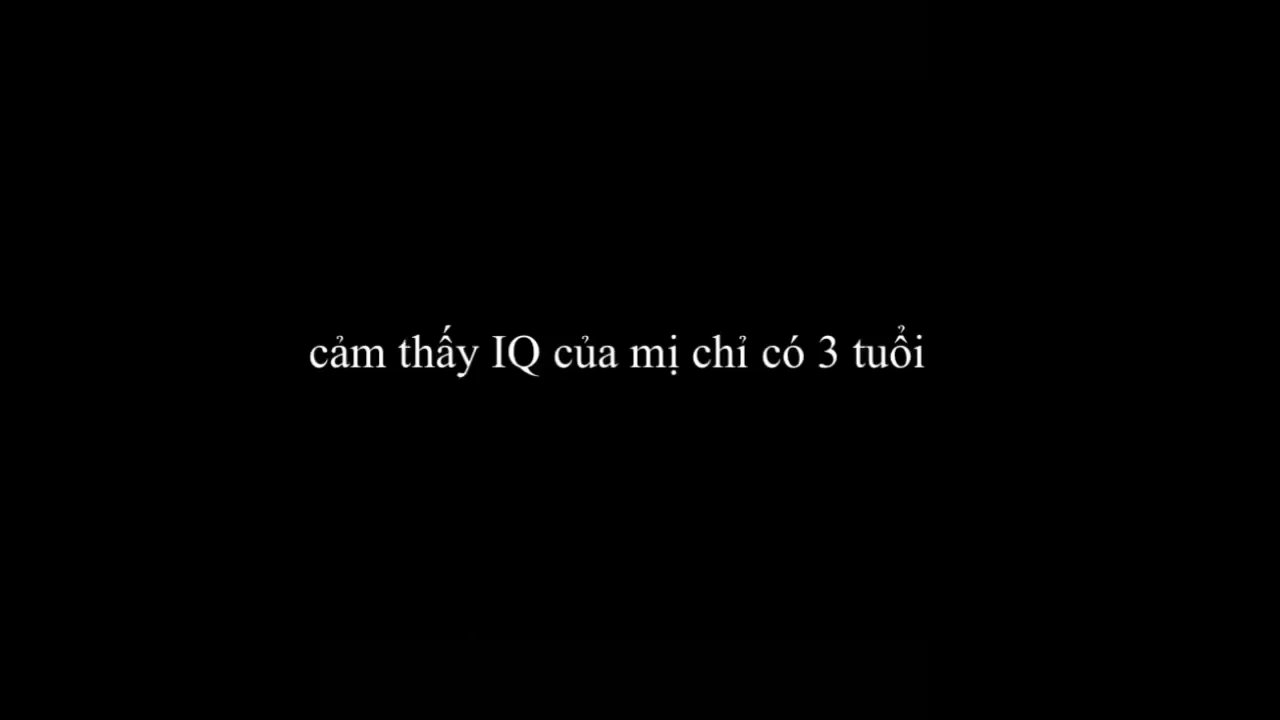 cảm thấy IQ của mị chỉ có 3 tuổi